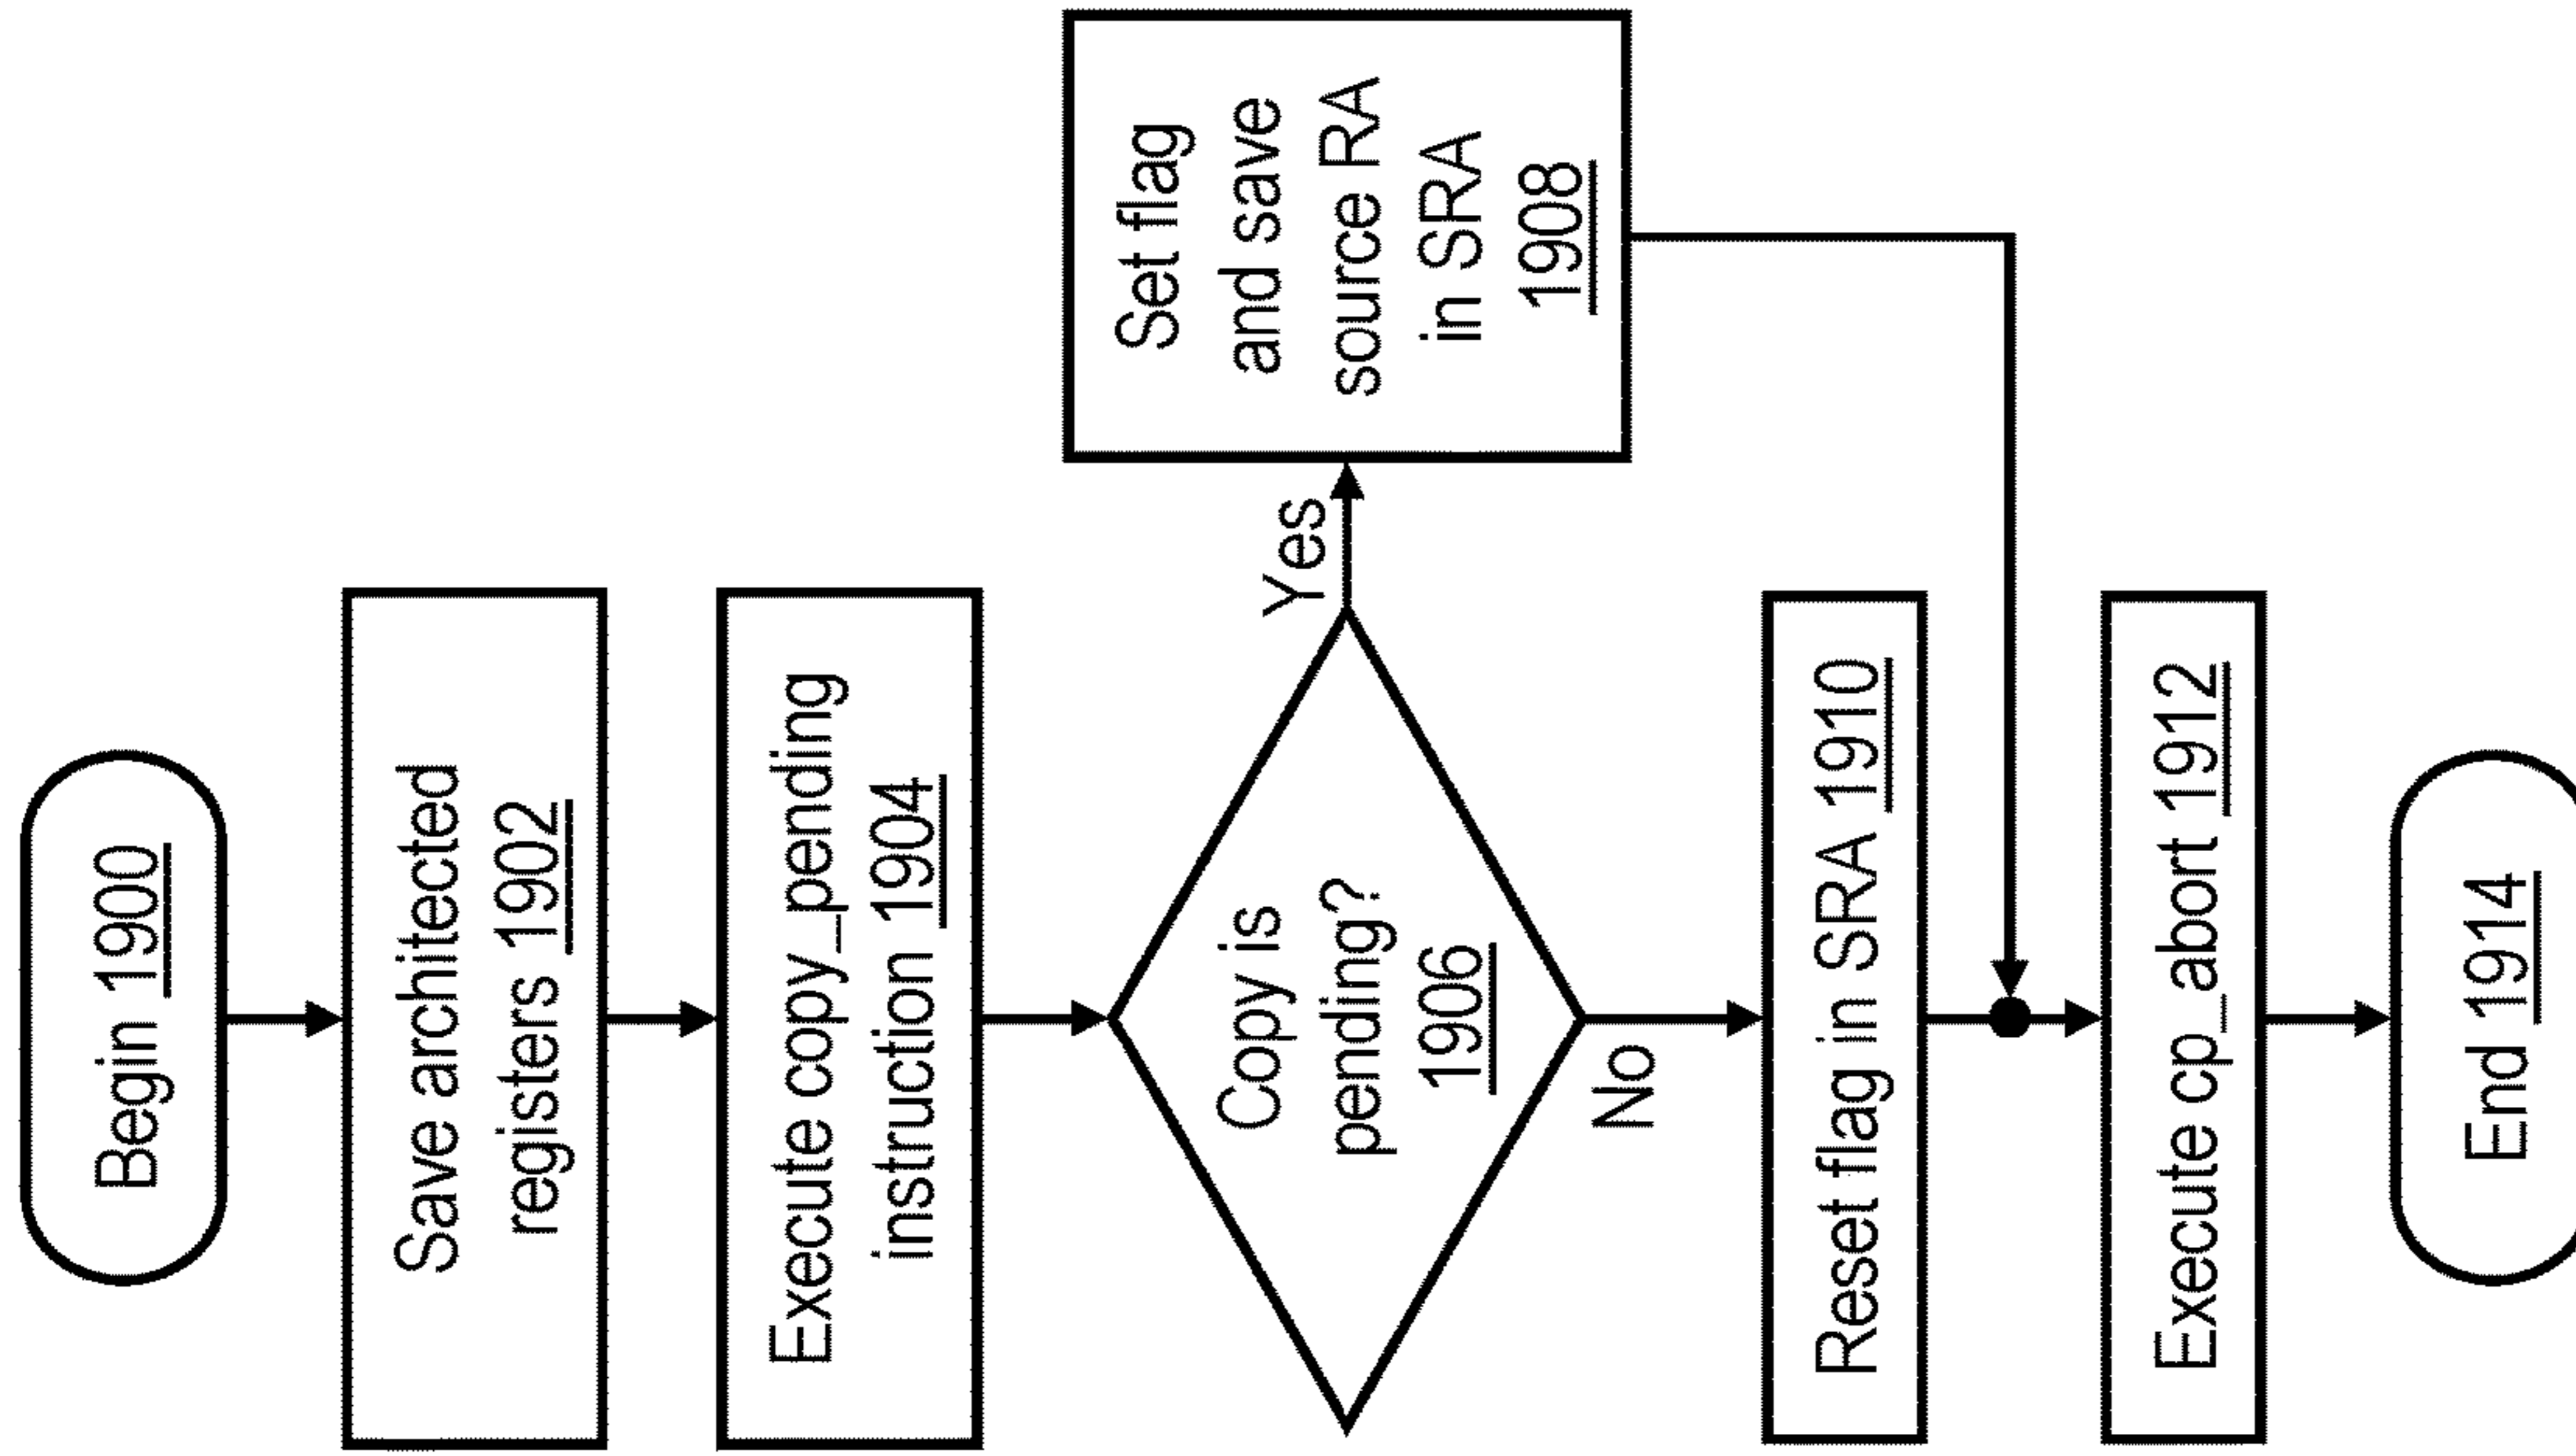 Begin 1900
Save architected
registers 1902
Execute copy_pending
instruction 1904
Copy is
pending?
1906
Yes
Set flag
and save
source RA
in SRA
1908
No
Reset flag in SRA 1910
Execute cp_abort 1912
End 1914